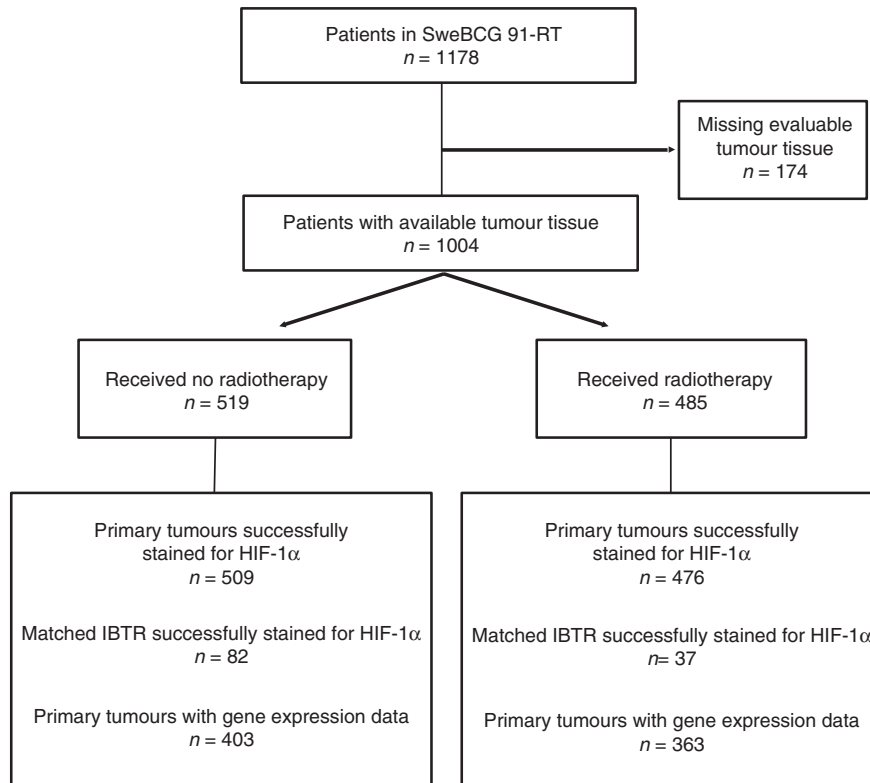 Patients in SweBCG 91-RT
n = 1178
Missing evaluable
tumour tissue
n = 174
Patients with available tumour tissue
n = 1004
Received no radiotherapy
n = 519
Received radiotherapy
n = 485
Primary tumours successfully
stained for HIF-1α
n = 509
Matched IBTR successfully stained for HIF-1α
n = 82
Primary tumours with gene expression data
n = 403
Primary tumours successfully
stained for HIF-1α
n = 476
Matched IBTR successfully stained for HIF-1α
n= 37
Primary tumours with gene expression data
n = 363